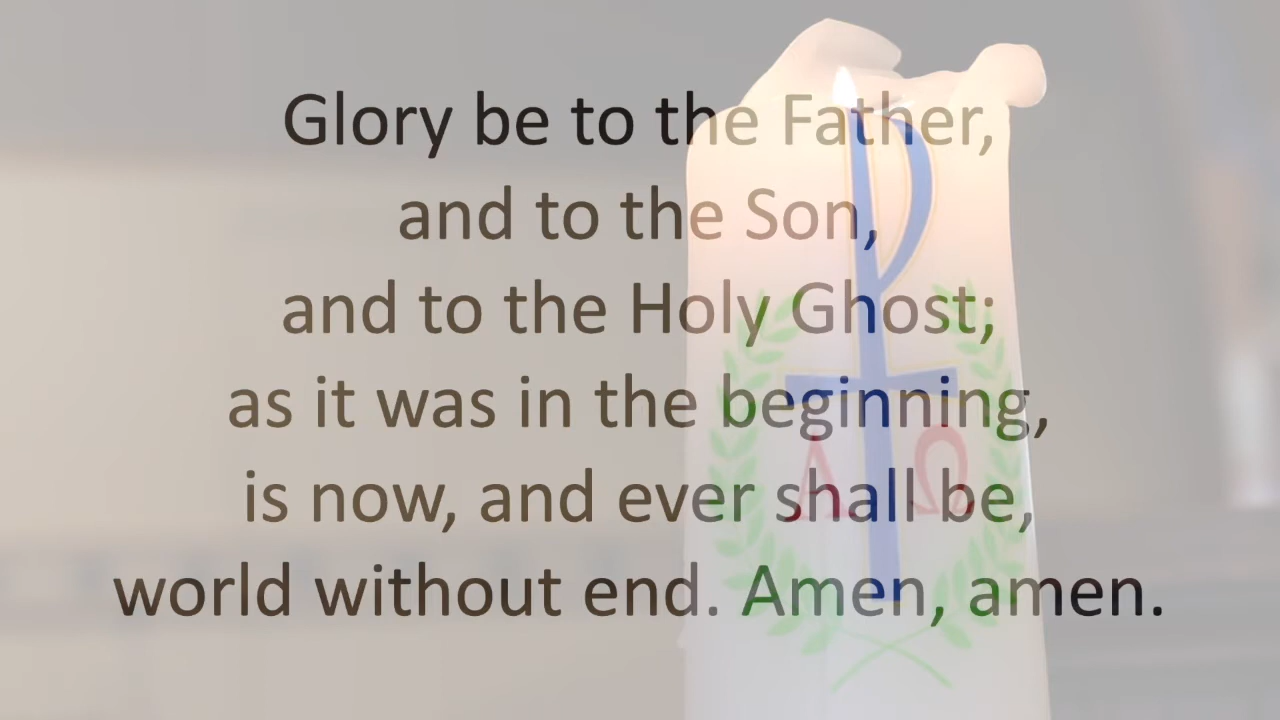 Glory be to the Father,
and to the Son,
and to the Holy Ghost;
as it was in the beginning,
is now, and ever shall be,
world without end. Amen, amen.
Α Ω